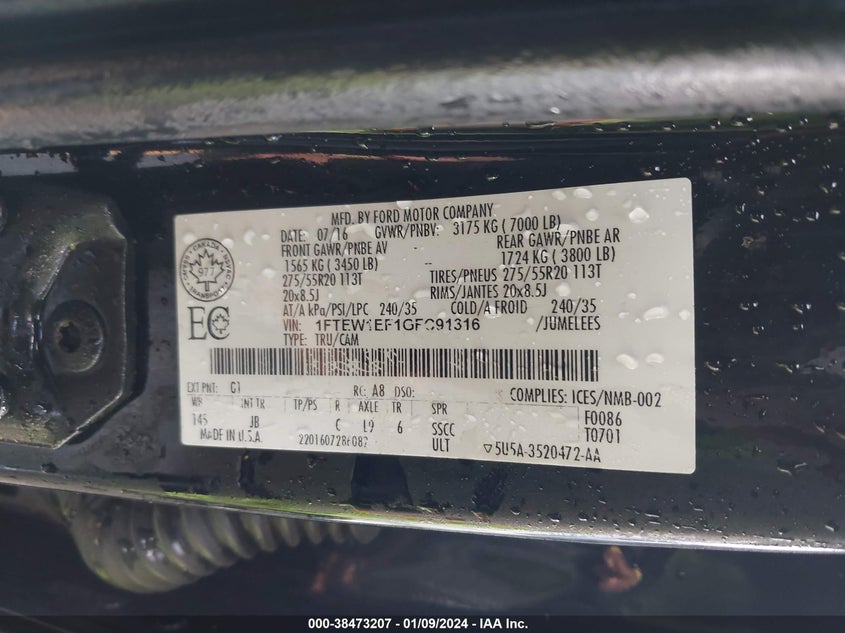 MFD. BY FORD MOTOR COMPANY
DATE: 07/16 GVWR/PNBV: 3175 KG ( 7000 LB)
FRONT GAWR/PNBE AV REAR GAWR/PNBE AR
1565 KG ( 3450 LB) 1724 KG ( 3800 LB)
275/55R20 113T TIRES/PNEUS 275/55R20 113T
20x8.5J RIMS/JANTES 20x8.5J
AT/A kPa/PSI/LPC 240/35 COLD/A FROID 240/35
VIN: /JUMELEES
TYPE: TRU/CAM
CANADA
977
TRANSPORT
EC
EXT PNT: G1 RC: A8 DSO: COMPLIES: ICES/NMB-002
WB INT TR TP/PS R AXLE TR SPR F0086
145 JB C L9 6 SSCC T0701
MADE IN U.S.A. ULT 5U5A-3520472-AA
000-38473207 - 01/09/2024 - IAA Inc.